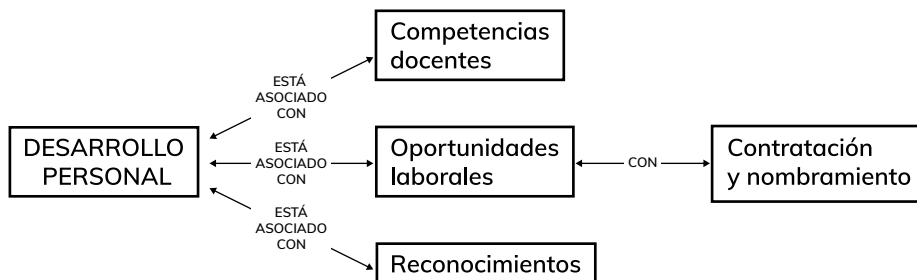 Competencias
docentes
ESTÁ
ASOCIADO
CON
DESARROLLO
PERSONAL
ESTÁ
ASOCIADO
CON
Oportunidades
laborales
CON
Contratación
y nombramiento
ESTÁ
ASOCIADO
CON
Reconocimientos